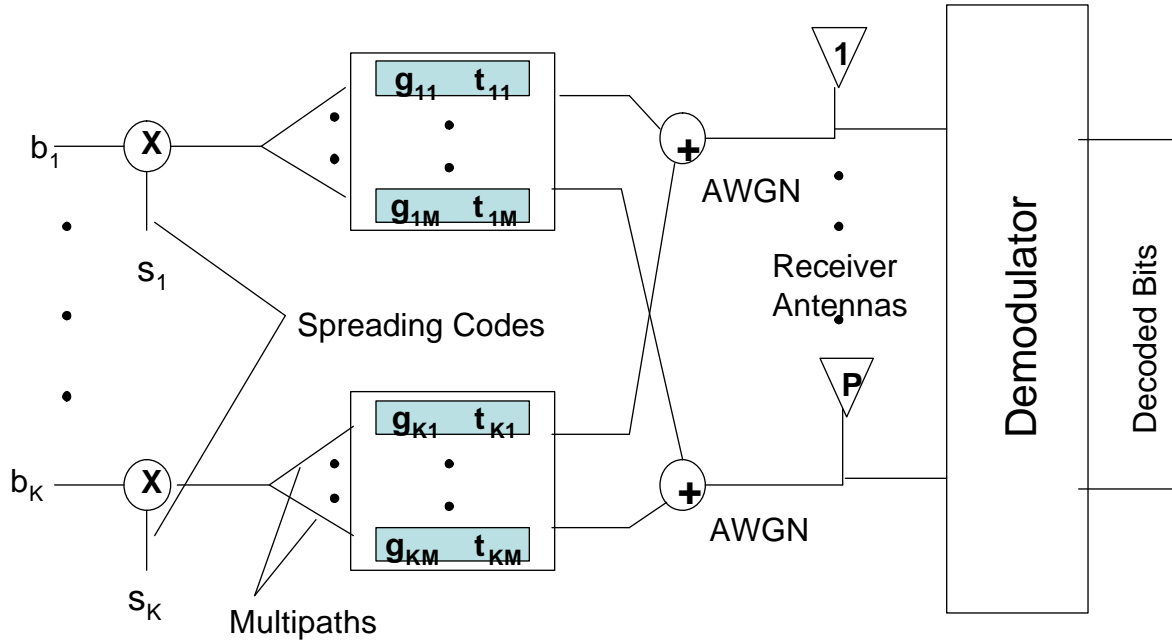 1
g₁₁ t₁₁
b₁
X
+
g₁M t₁M
AWGN
s₁
Receiver
Antennas
Spreading Codes
Demodulator
Decoded Bits
P
gK₁ tK₁
bK
X
+
gKM tKM
AWGN
sK
Multipaths